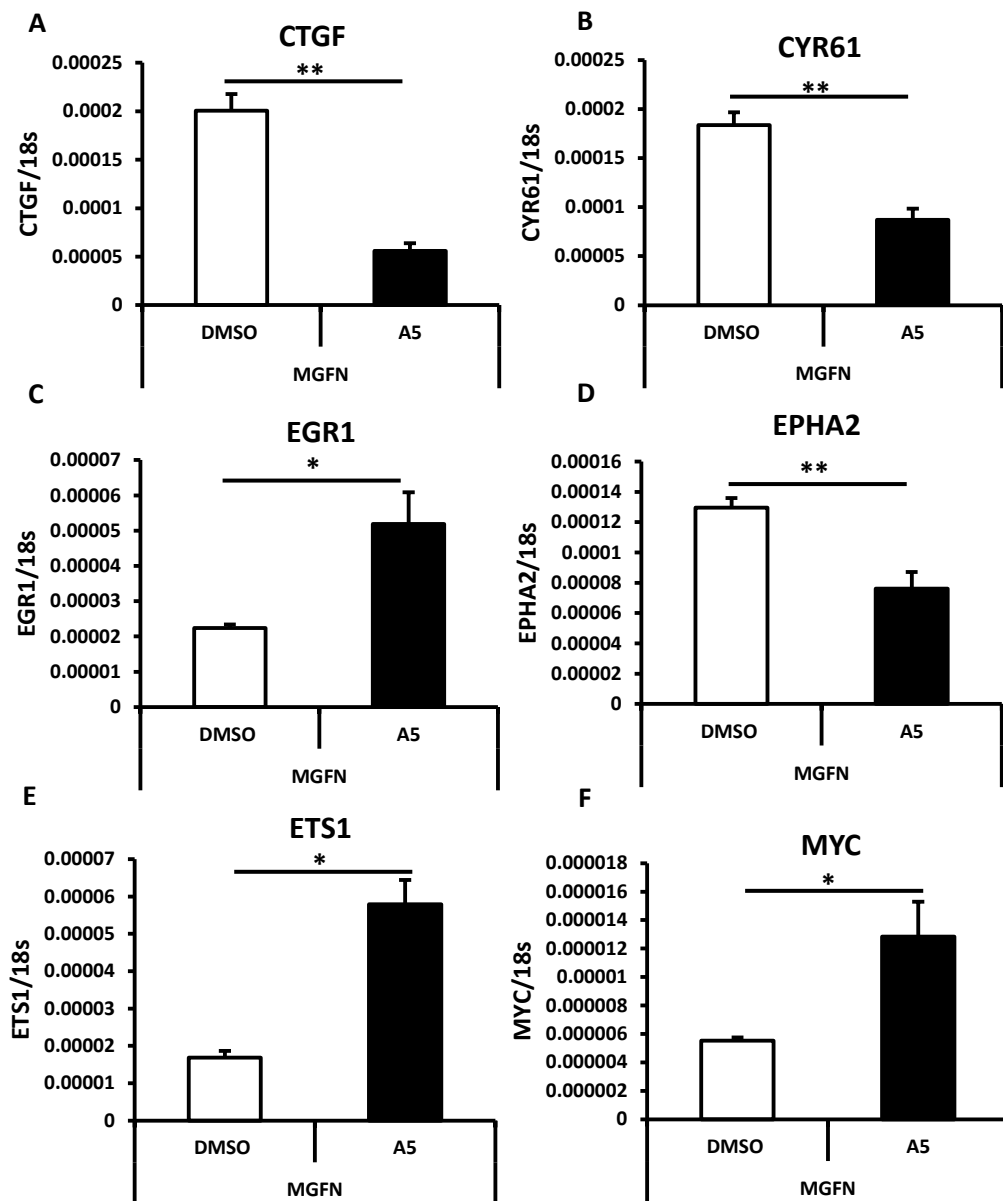 A
CTGF
**
CTGF/18s
0.00025
0.0002
0.00015
0.0001
0.00005
0
DMSO
A5
MGFN
B
CYR61
**
CYR61/18s
0.00025
0.0002
0.00015
0.0001
0.00005
0
DMSO
A5
MGFN
C
EGR1
*
EGR1/18s
0.00007
0.00006
0.00005
0.00004
0.00003
0.00002
0.00001
0
DMSO
A5
MGFN
D
EPHA2
**
EPHA2/18s
0.00016
0.00014
0.00012
0.0001
0.00008
0.00006
0.00004
0.00002
0
DMSO
A5
MGFN
E
ETS1
*
ETS1/18s
0.00007
0.00006
0.00005
0.00004
0.00003
0.00002
0.00001
0
DMSO
A5
MGFN
F
MYC
*
MYC/18s
0.000018
0.000016
0.000014
0.000012
0.00001
0.000008
0.000006
0.000004
0.000002
0
DMSO
A5
MGFN